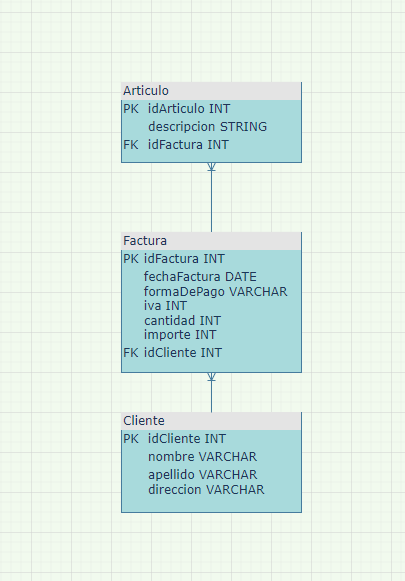 Articulo
PK idArticulo INT
descripcion STRING
FK idFactura INT
Factura
PK idFactura INT
fechaFactura DATE
formaDePago VARCHAR
iva INT
cantidad INT
importe INT
FK idCliente INT
Cliente
PK idCliente INT
nombre VARCHAR
apellido VARCHAR
direccion VARCHAR